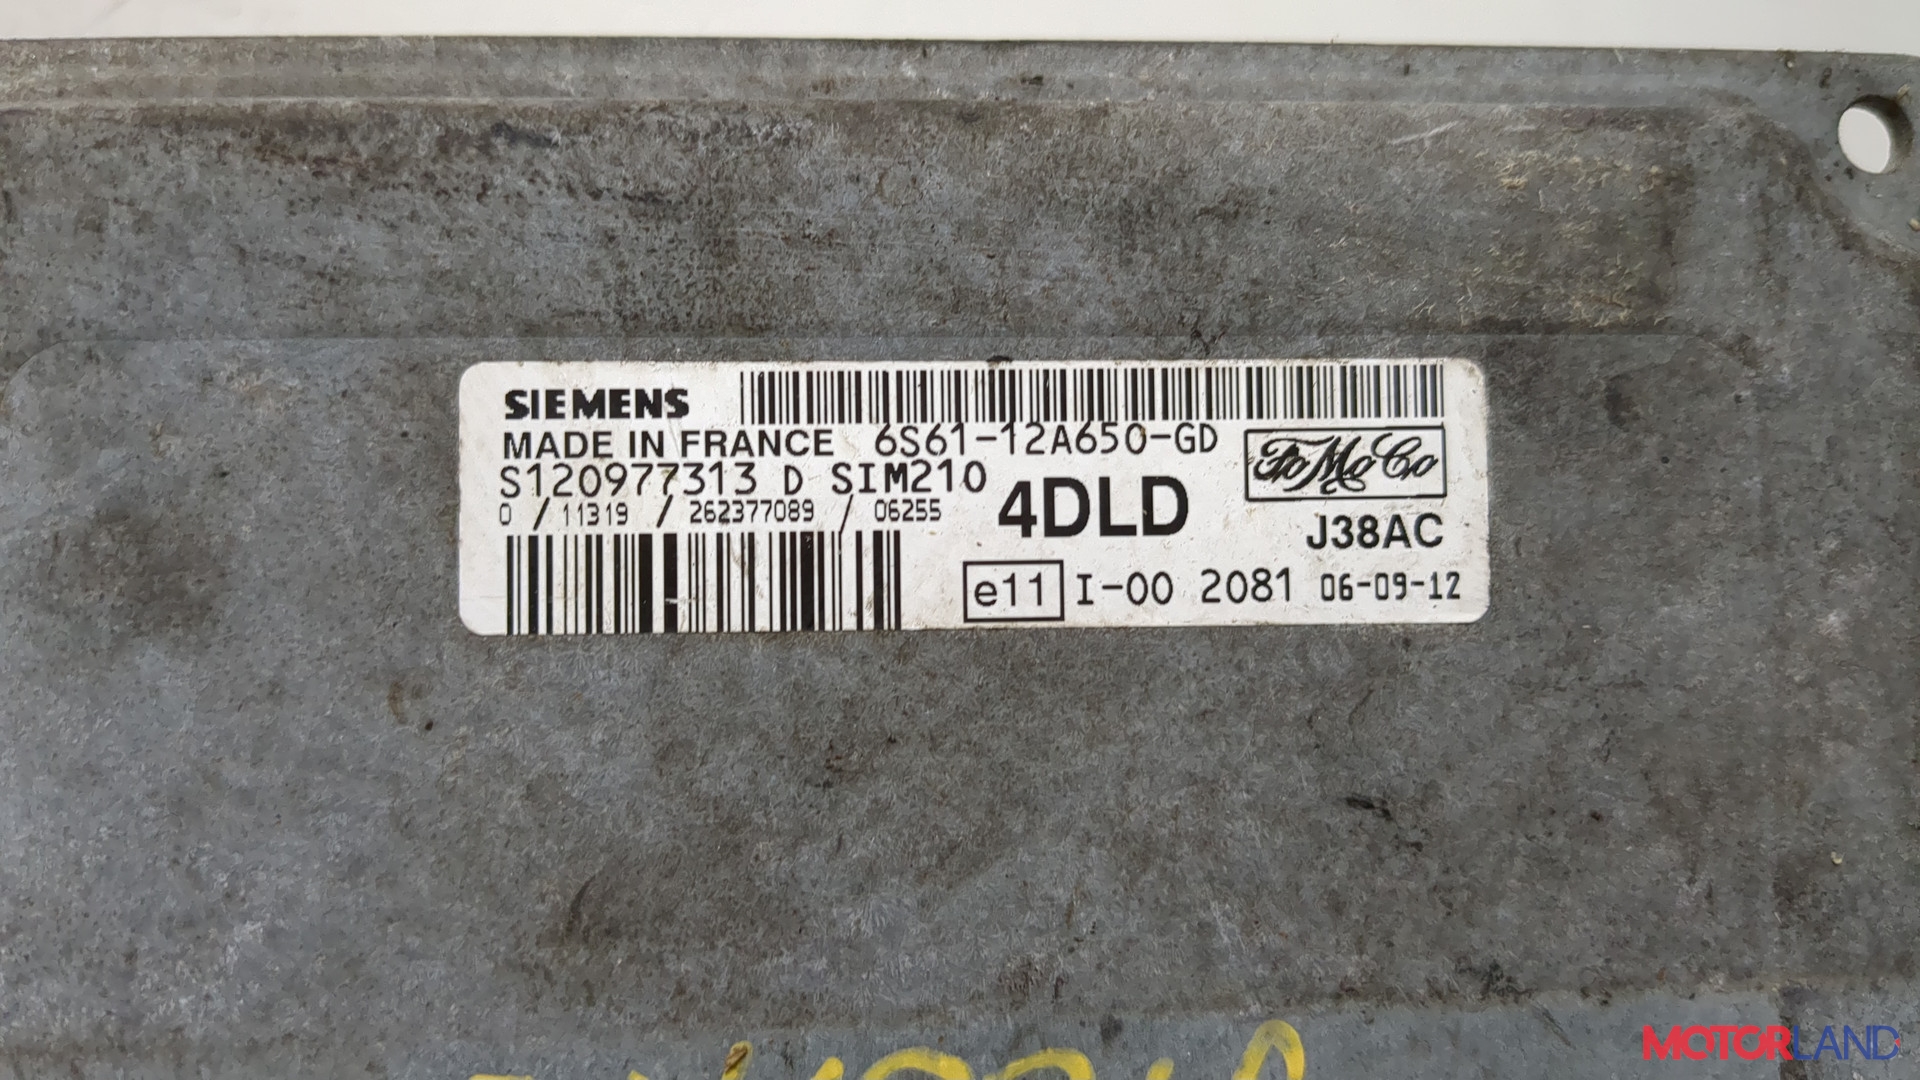 SIEMENS
MADE IN FRANCE 6S61-12A650-GD
FoMoCo
S120977313 D SIM210
4DLD
0 / 11319 / 262377089 / 06255
J38AC
e11 I-00 2081 06-09-12
MOTORLAND